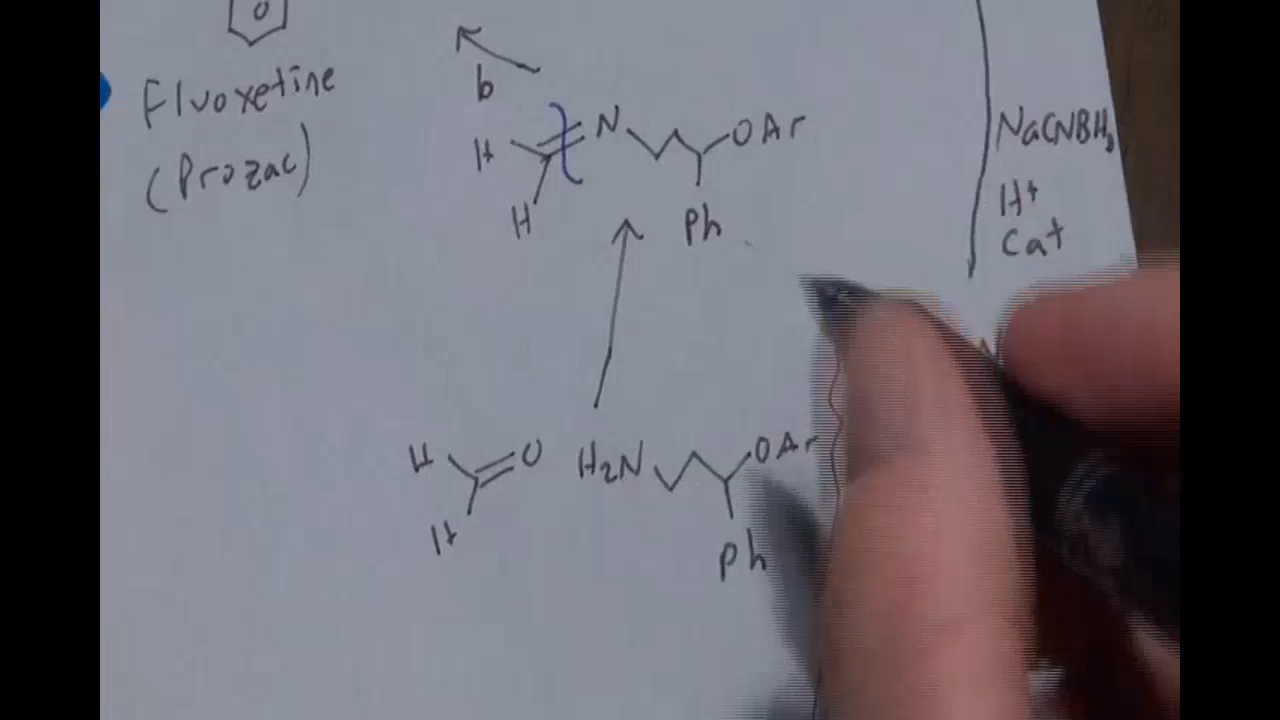 O
Fluoxetine
(Prozac)
b
H
N
OAr
H
Ph
NaCNBH3
H+
Cat
H
O
H2N
OAr
H
Ph